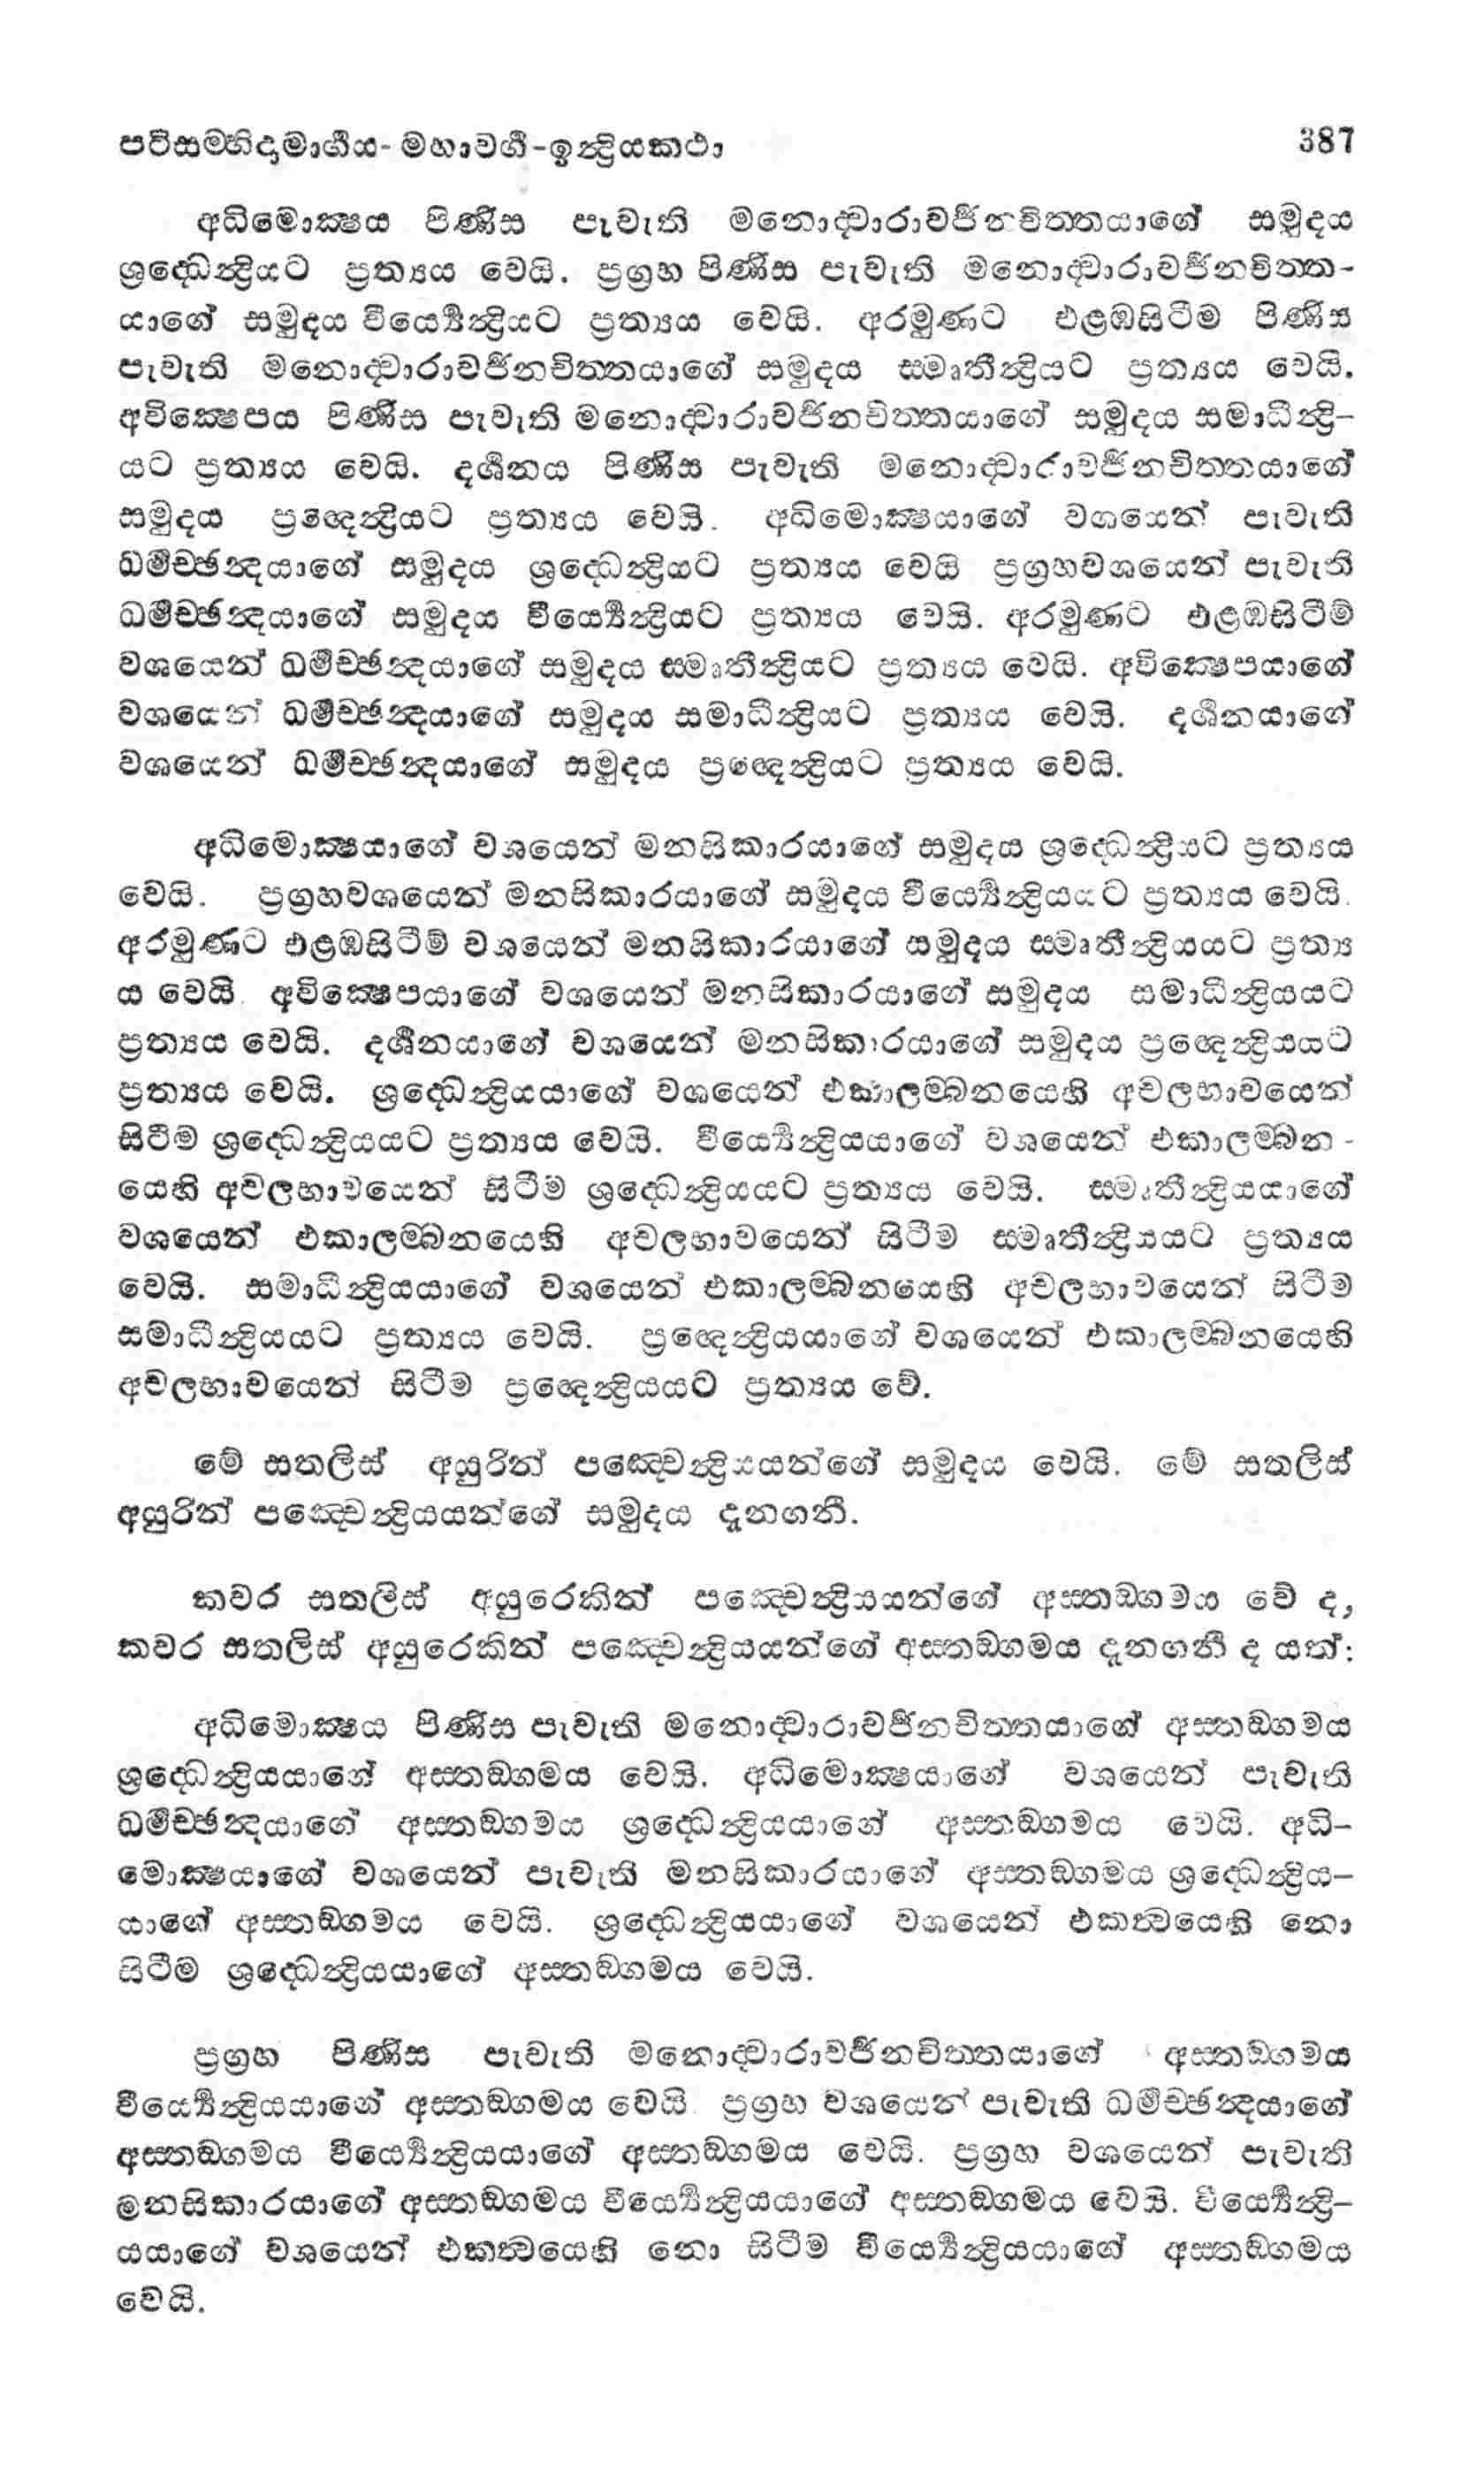 පටිසම්භිදාමාර්ගය- මහාවර්ග -ඉන්ද්‍රියකථා 387
අධිමොක්‍ෂය පිණිස පැවැති මනොද්වාරාවර්ජනචිත්තයාගේ සමුදය
ශ්‍රද්ධෙන්ද්‍රියට ප්‍රත්‍යය වෙයි. ප්‍රග්‍රහ පිණිස පැවැති මනොද්වාරාවර්ජනචිත්ත-
යාගේ සමුදය වීර්‍ය්‍යෙන්ද්‍රියට ප්‍රත්‍යය වෙයි. අරමුණට එළඹසිටීම පිණිස
පැවැති මනොද්වාරාවර්ජනචිත්තයාගේ සමුදය ස්මෘතීන්ද්‍රියට ප්‍රත්‍යය වෙයි.
අවික්‍ෂෙපය පිණිස පැවැති මනොද්වාරාවර්ජනචිත්තයාගේ සමුදය සමාධීන්ද්‍රි-
යට ප්‍රත්‍යය වෙයි. දර්ශනය පිණිස පැවැති මනොද්වාරාවර්ජනචිත්තයාගේ
සමුදය ප්‍රඥෙන්ද්‍රියට ප්‍රත්‍යය වෙයි. අධිමොක්‍ෂයාගේ වශයෙන් පැවැති
ධර්මච්ඡන්දයාගේ සමුදය ශ්‍රද්ධෙන්ද්‍රියට ප්‍රත්‍යය වෙයි ප්‍රග්‍රහවශයෙන් පැවැති
ධර්මච්ඡන්දයාගේ සමුදය වීර්‍ය්‍යෙන්ද්‍රියට ප්‍රත්‍යය වෙයි. අරමුණට එළඹසිටීම්
වශයෙන් ධර්මච්ඡන්දයාගේ සමුදය ස්මෘතීන්ද්‍රියට ප්‍රත්‍යය වෙයි. අවික්‍ෂෙපයාගේ
වශයෙන් ධර්මච්ඡන්දයාගේ සමුදය සමාධීන්ද්‍රියට ප්‍රත්‍යය වෙයි. දර්ශනයාගේ
වශයෙන් ධර්මච්ඡන්දයාගේ සමුදය ප්‍රඥෙන්ද්‍රියට ප්‍රත්‍යය වෙයි.
අධිමොක්‍ෂයාගේ වශයෙන් මනසිකාරයාගේ සමුදය ශ්‍රද්ධෙන්ද්‍රියට ප්‍රත්‍යය
වෙයි. ප්‍රග්‍රහවශයෙන් මනසිකාරයාගේ සමුදය වීර්‍ය්‍යෙන්ද්‍රියයට ප්‍රත්‍යය වෙයි.
අරමුණට එළඹසිටීම් වශයෙන් මනසිකාරයාගේ සමුදය ස්මෘතීන්ද්‍රියයට ප්‍රත්‍ය
ය වෙයි. අවික්‍ෂෙපයාගේ වශයෙන් මනසිකාරයාගේ සමුදය සමාධීන්ද්‍රියයට
ප්‍රත්‍යය වෙයි. දර්ශනයාගේ වශයෙන් මනසිකාරයාගේ සමුදය ප්‍රඥෙන්ද්‍රියයට
ප්‍රත්‍යය වෙයි. ශ්‍රද්ධෙන්ද්‍රියයාගේ වශයෙන් එකාලම්බනයෙහි අචලභාවයෙන්
සිටීම ශ්‍රද්ධෙන්ද්‍රියයට ප්‍රත්‍යය වෙයි. වීර්‍ය්‍යෙන්ද්‍රියයාගේ වශයෙන් එකාලම්බන-
යෙහි අචලභාවයෙන් සිටීම ශ්‍රද්ධෙන්ද්‍රියයට ප්‍රත්‍යය වෙයි. ස්මෘතීන්ද්‍රියයාගේ
වශයෙන් එකාලම්බනයෙහි අචලභාවයෙන් සිටීම ස්මෘතීන්ද්‍රියයට ප්‍රත්‍යය
වෙයි. සමාධීන්ද්‍රියයාගේ වශයෙන් එකාලම්බනයෙහි අචලභාවයෙන් සිටීම
සමාධීන්ද්‍රියයට ප්‍රත්‍යය වෙයි. ප්‍රඥෙන්ද්‍රියයාගේ වශයෙන් එකාලම්බනයෙහි
අචලභාවයෙන් සිටීම ප්‍රඥෙන්ද්‍රියයට ප්‍රත්‍යය වේ.
මේ සතලිස් අයුරින් පඤ්චෙන්ද්‍රියයන්ගේ සමුදය වෙයි. මේ සතලිස්
අයුරින් පඤ්චෙන්ද්‍රියයන්ගේ සමුදය දැනගනී.
කවර සතලිස් අයුරෙකින් පඤ්චෙන්ද්‍රියයන්ගේ අස්තඞ්ගමය වේ ද,
කවර සතලිස් අයුරෙකින් පඤ්චෙන්ද්‍රියයන්ගේ අස්තඞ්ගමය දැනගනී ද යත්:
අධිමොක්‍ෂය පිණිස පැවැති මනොද්වාරාවර්ජනචිත්තයාගේ අස්තඞ්ගමය
ශ්‍රද්ධෙන්ද්‍රියයාගේ අස්තඞ්ගමය වෙයි. අධිමොක්‍ෂයාගේ වශයෙන් පැවැති
ධර්මච්ඡන්දයාගේ අස්තඞ්ගමය ශ්‍රද්ධෙන්ද්‍රියයාගේ අස්තඞ්ගමය වෙයි. අධි-
මොක්‍ෂයාගේ වශයෙන් පැවැති මනසිකාරයාගේ අස්තඞ්ගමය ශ්‍රද්ධෙන්ද්‍රිය-
යාගේ අස්තඞ්ගමය වෙයි. ශ්‍රද්ධෙන්ද්‍රියයාගේ වශයෙන් එකත්වයෙහි නො
සිටීම ශ්‍රද්ධෙන්ද්‍රියයාගේ අස්තඞ්ගමය වෙයි.
ප්‍රග්‍රහ පිණිස පැවැති මනොද්වාරාවර්ජනචිත්තයාගේ අස්තඞ්ගමය
වීර්‍ය්‍යෙන්ද්‍රියයාගේ අස්තඞ්ගමය වෙයි. ප්‍රග්‍රහ වශයෙන් පැවැති ධර්මච්ඡන්දයාගේ
අස්තඞ්ගමය වීර්‍ය්‍යෙන්ද්‍රියයාගේ අස්තඞ්ගමය වෙයි. ප්‍රග්‍රහ වශයෙන් පැවැති
මනසිකාරයාගේ අස්තඞ්ගමය වීර්‍ය්‍යෙන්ද්‍රියයාගේ අස්තඞ්ගමය වෙයි. වීර්‍ය්‍යෙන්ද්‍රි-
යයාගේ වශයෙන් එකත්වයෙහි නො සිටීම වීර්‍ය්‍යෙන්ද්‍රියයාගේ අස්තඞ්ගමය
වෙයි.